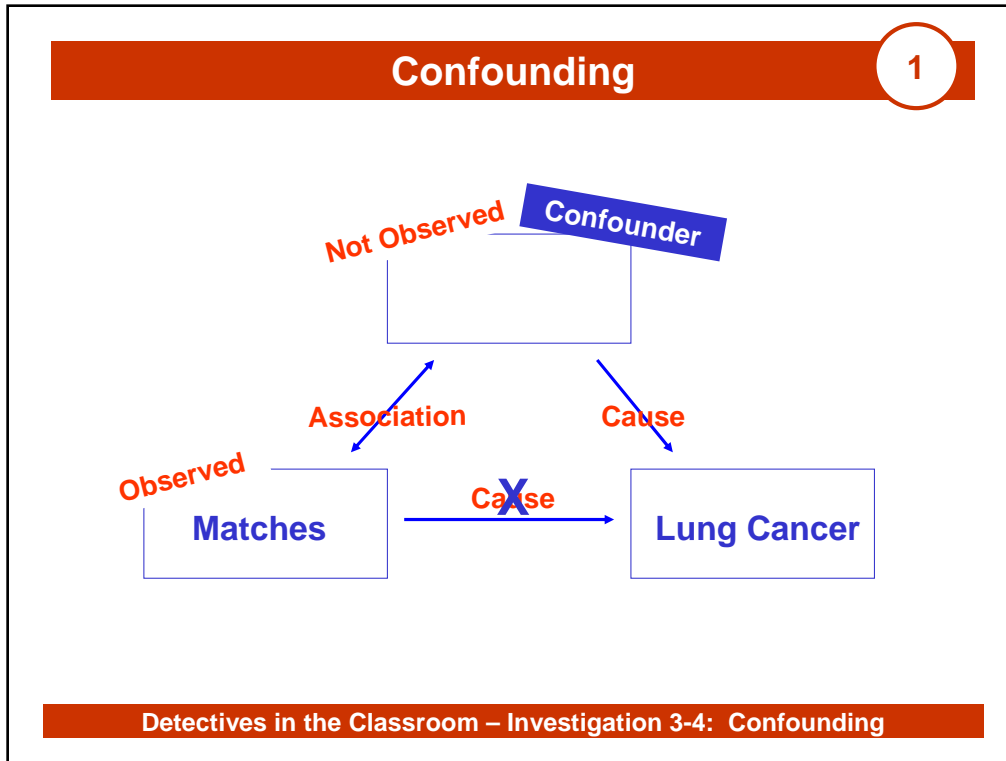 Confounding
1
Not Observed
Confounder
Association
Cause
Observed
Cause
X
Matches
Lung Cancer
Detectives in the Classroom – Investigation 3-4: Confounding